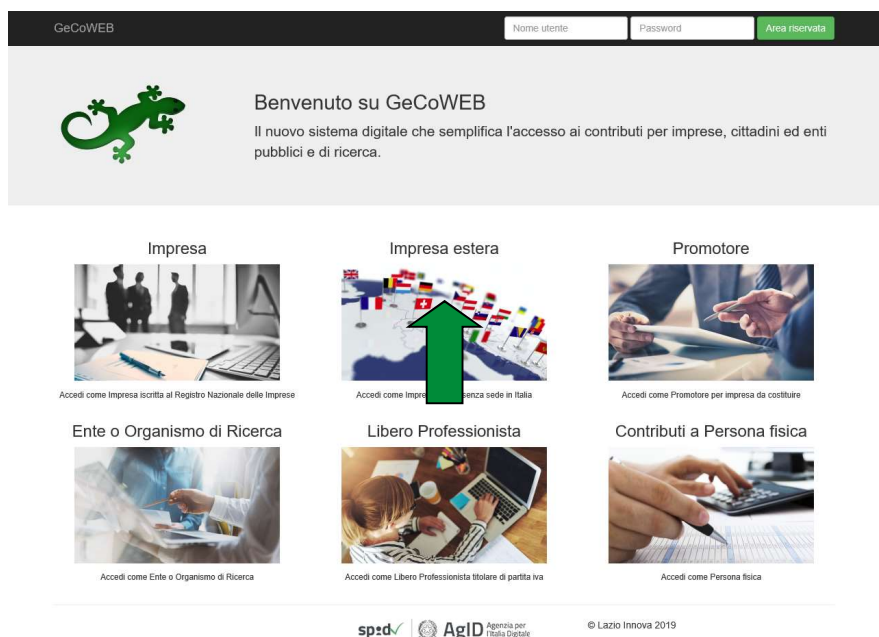 GeCoWEB
Nome utente
Password
Area riservata
Benvenuto su GeCoWEB
Il nuovo sistema digitale che semplifica l'accesso ai contributi per imprese, cittadini ed enti
pubblici e di ricerca.
Impresa
Impresa estera
Promotore
Accedi come Impresa iscritta al Registro Nazionale delle Imprese
Accedi come senza sede in Italia
Accedi come Promotore per impresa da costituire
Ente o Organismo di Ricerca
Libero Professionista
Contributi a Persona fisica
Accedi come Ente o Organismo di Ricerca
Accedi come Libero Professionista titolare di partita iva
Accedi come Persona fisica
spid
AgID
Agenzia per
l'Italia Digitale
© Lazio Innova 2019